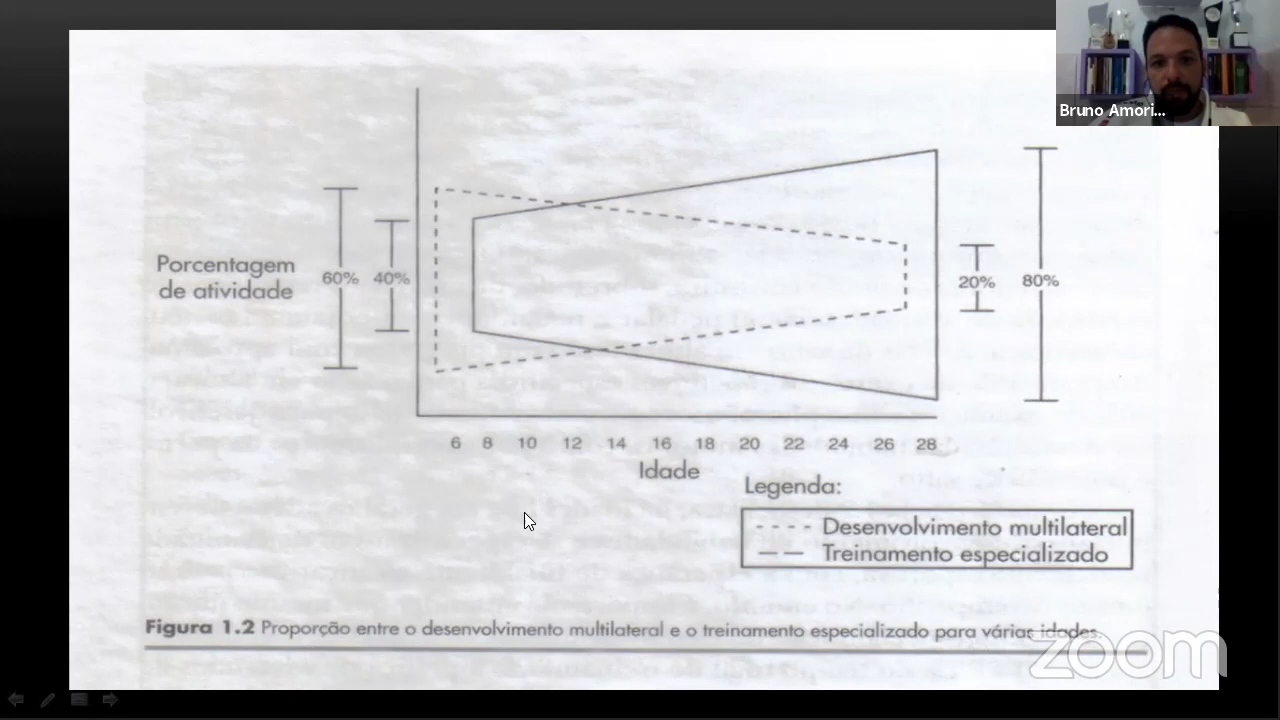 Bruno Amori...
Porcentagem
de atividade
60%
40%
20%
80%
6 8 10 12 14 16 18 20 22 24 26 28
Idade
Legenda:
Desenvolvimento multilateral
Treinamento especializado
Figura 1.2 Proporção entre o desenvolvimento multilateral e o treinamento especializado para várias idades.
zoom